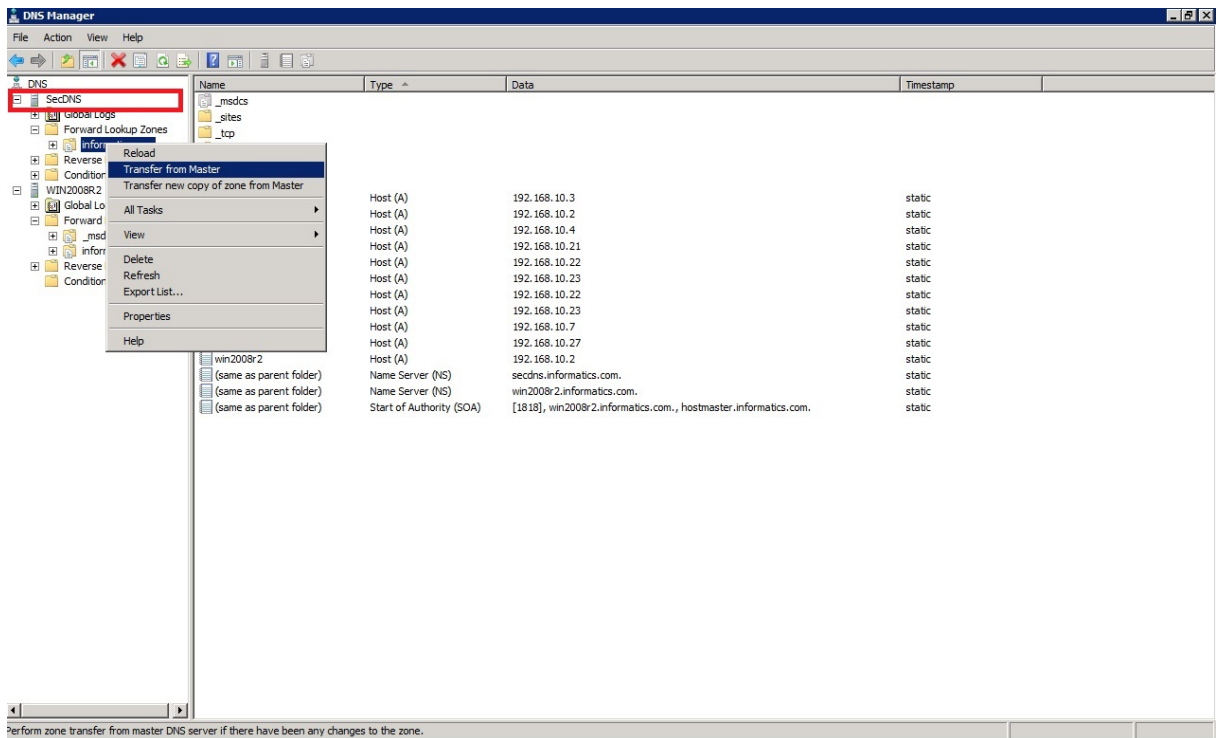 DNS Manager
File Action View Help
DNS
SecDNS
Global Logs
Forward Lookup Zones
inform
Reverse
Condition
WIN2008R2
Global Lo
Forward
_msd
infor
Reverse
Condition
Reload
Transfer from Master
Transfer new copy of zone from Master
All Tasks
View
Delete
Refresh
Export List...
Properties
Help
Name Type Data Timestamp
_msdcs
_sites
_tcp
Host (A) 192.168.10.3 static
Host (A) 192.168.10.2 static
Host (A) 192.168.10.4 static
Host (A) 192.168.10.21 static
Host (A) 192.168.10.22 static
Host (A) 192.168.10.23 static
Host (A) 192.168.10.22 static
Host (A) 192.168.10.23 static
Host (A) 192.168.10.7 static
Host (A) 192.168.10.27 static
win2008r2 Host (A) 192.168.10.2 static
(same as parent folder) Name Server (NS) secdns.informatics.com. static
(same as parent folder) Name Server (NS) win2008r2.informatics.com. static
(same as parent folder) Start of Authority (SOA) [1818], win2008r2.informatics.com., hostmaster.informatics.com. static
Perform zone transfer from master DNS server if there have been any changes to the zone.